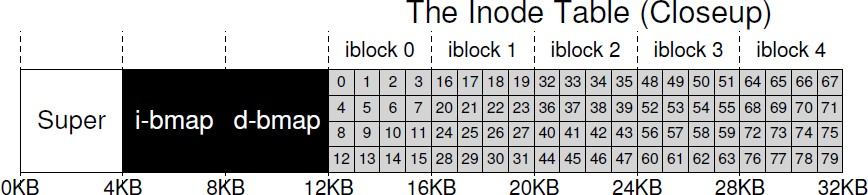 The Inode Table (Closeup)
iblock 0 iblock 1 iblock 2 iblock 3 iblock 4
0 1 2 3 16 17 18 19 32 33 34 35 48 49 50 51 64 65 66 67
4 5 6 7 20 21 22 23 36 37 38 39 52 53 54 55 68 69 70 71
Super i-bmap d-bmap
8 9 10 11 24 25 26 27 40 41 42 43 56 57 58 59 72 73 74 75
12 13 14 15 28 29 30 31 44 45 46 47 60 61 62 63 76 77 78 79
0KB 4KB 8KB 12KB 16KB 20KB 24KB 28KB 32KB